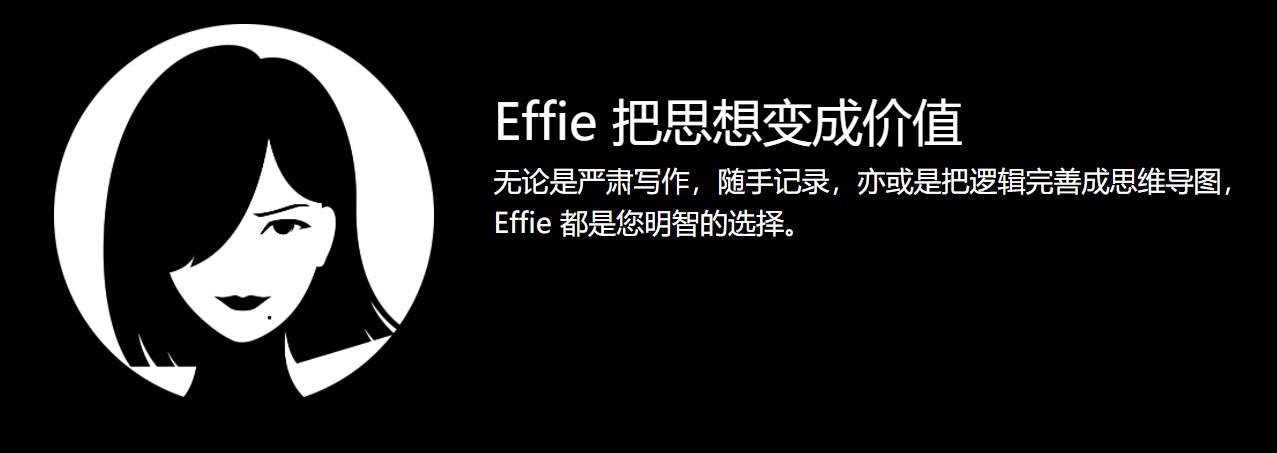 Effie 把思想变成价值
无论是严肃写作，随手记录，亦或是把逻辑完善成思维导图，
Effie 都是您明智的选择。